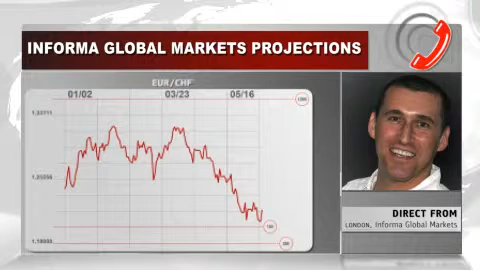 INFORMA GLOBAL MARKETS PROJECTIONS
EUR/CHF
01/02 03/23 05/16
DIRECT FROM
LONDON, Informa Global Markets